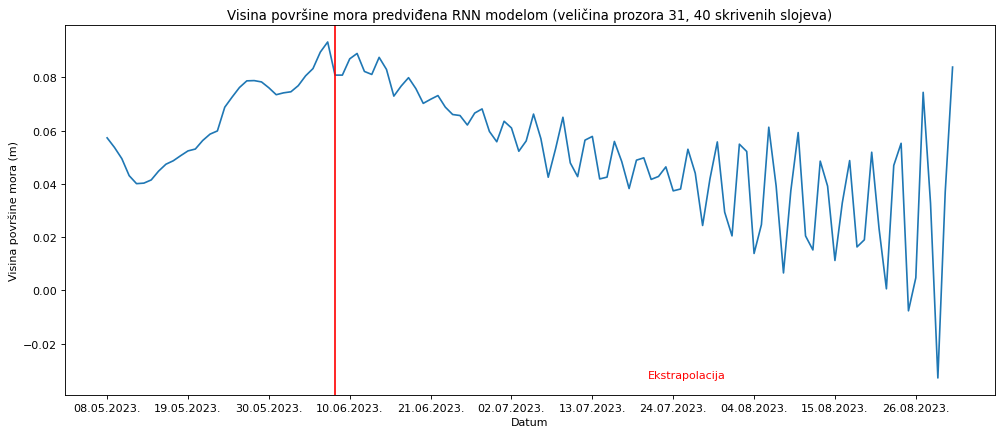 Visina površine mora predviđena RNN modelom (veličina prozora 31, 40 skrivenih slojeva)
Visina površine mora (m)
0.08
0.06
0.04
0.02
0.00
−0.02
Ekstrapolacija
08.05.2023. 19.05.2023. 30.05.2023. 10.06.2023. 21.06.2023. 02.07.2023. 13.07.2023. 24.07.2023. 04.08.2023. 15.08.2023. 26.08.2023.
Datum